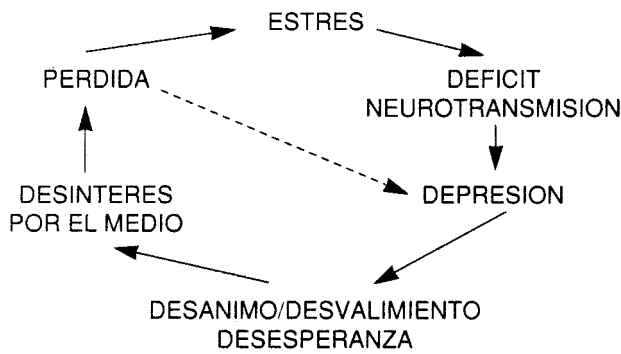 ESTRES
PERDIDA
DEFICIT
NEUROTRANSMISION
DESINTERES
POR EL MEDIO
DEPRESION
DESANIMO/DESVALIMIENTO
DESESPERANZA